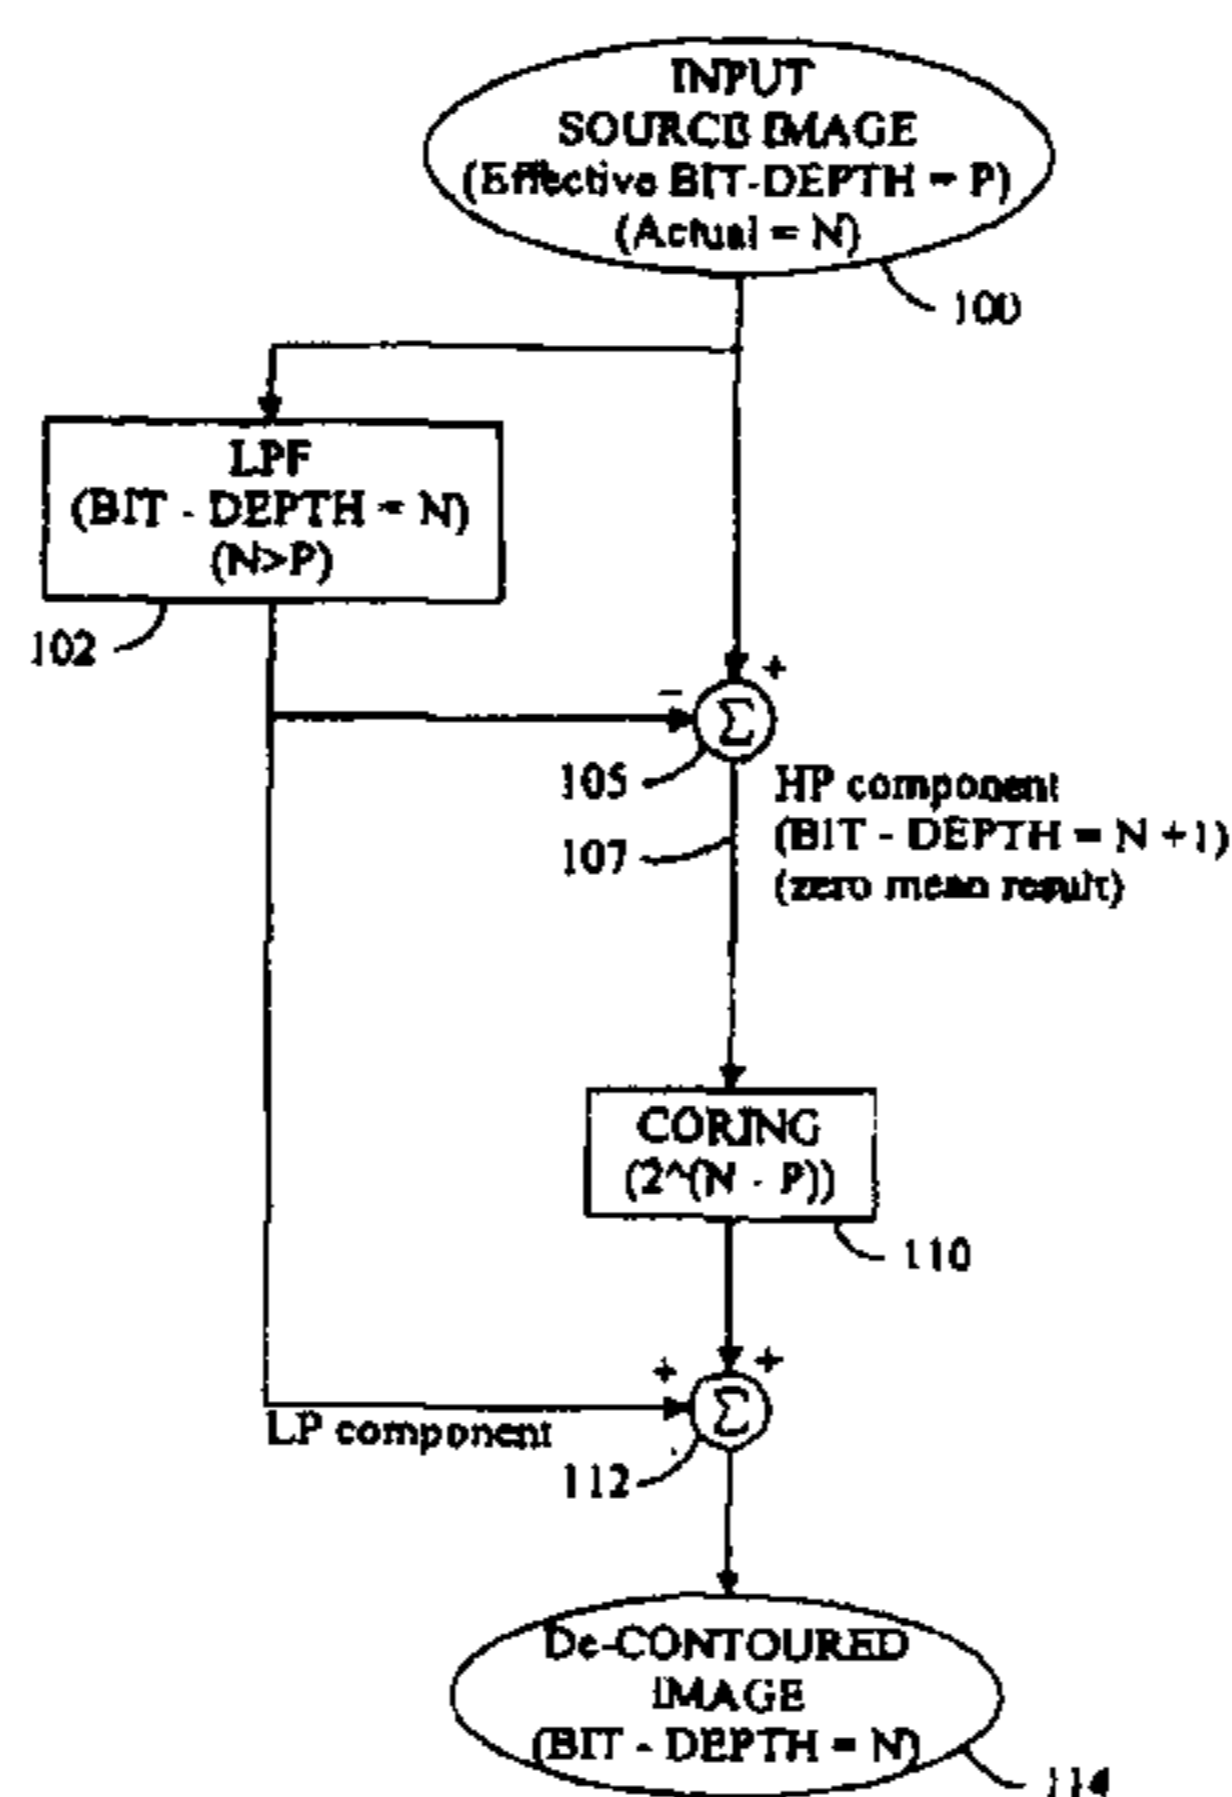 INPUT
SOURCE IMAGE
(Effective BIT-DEPTH = P)
(Actual = N)
100
LPF
(BIT - DEPTH = N)
(N>P)
102
- +
Σ
105
HP component
(BIT - DEPTH = N +1)
(zero mean result)
107
CORING
(2^(N - P))
110
+ +
Σ
LP component
112
De-CONTOURED
IMAGE
(BIT - DEPTH = N)
114